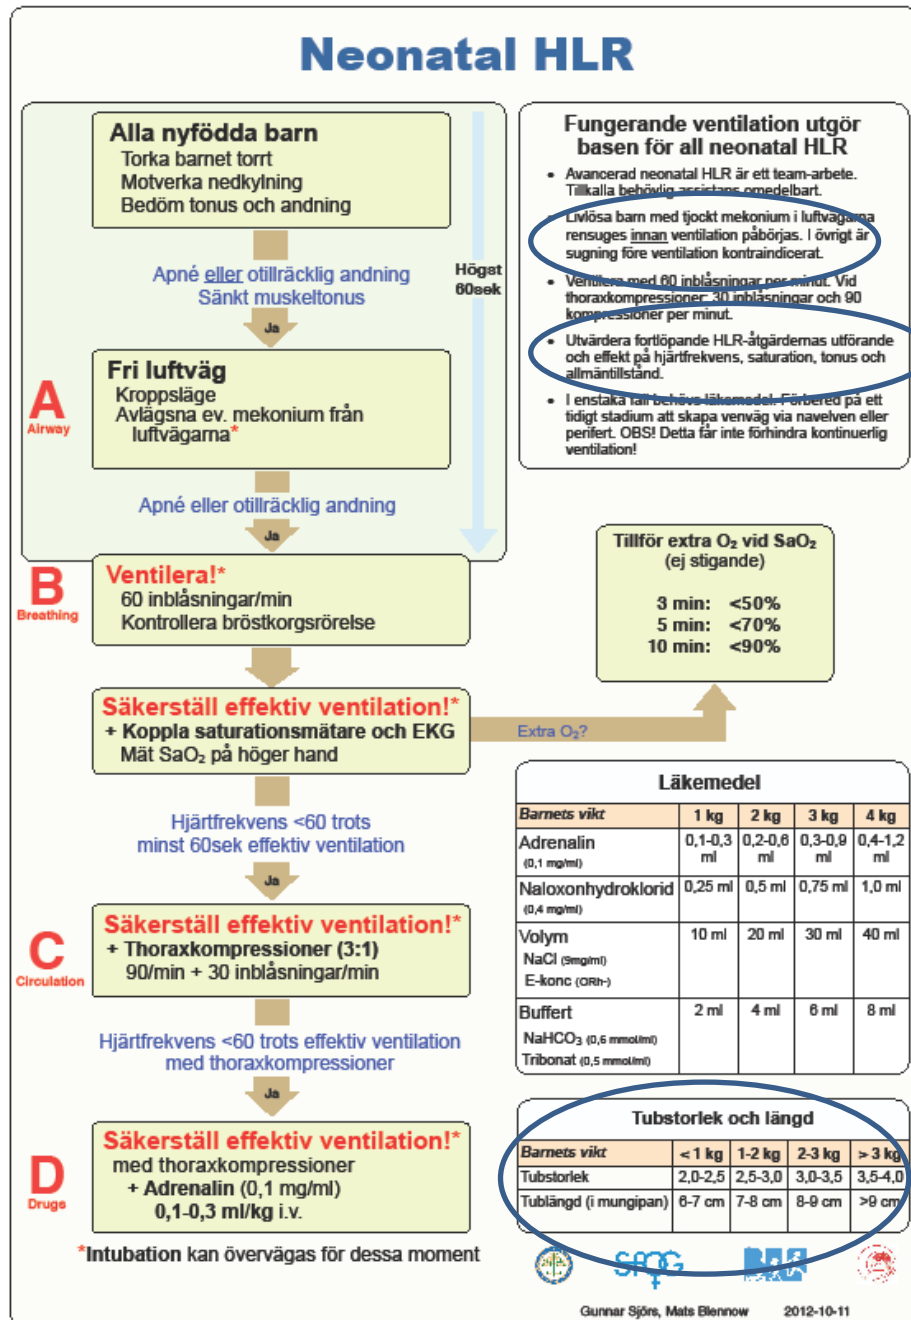 Neonatal HLR
Alla nyfödda barn
Torka barnet torrt
Motverka nedkylning
Bedöm tonus och andning
Apné eller otillräcklig andning
Sänkt muskeltonus
Ja
Högst
60sek
A
Airway
Fri luftväg
Kroppsläge
Avlägsna ev. mekonium från
luftvägarna*
Apné eller otillräcklig andning
Ja
B
Breathing
Ventilera!*
60 inblåsningar/min
Kontrollera bröstkorgsrörelse
Säkerställ effektiv ventilation!*
+ Koppla saturationsmätare och EKG
Mät SaO₂ på höger hand
Extra O₂?
Hjärtfrekvens <60 trots
minst 60sek effektiv ventilation
Ja
C
Circulation
Säkerställ effektiv ventilation!*
+ Thoraxkompressioner (3:1)
90/min + 30 inblåsningar/min
Hjärtfrekvens <60 trots effektiv ventilation
med thoraxkompressioner
Ja
D
Drugs
Säkerställ effektiv ventilation!*
med thoraxkompressioner
+ Adrenalin (0,1 mg/ml)
0,1-0,3 ml/kg i.v.
*Intubation kan övervägas för dessa moment
Fungerande ventilation utgör
basen för all neonatal HLR
• Avancerad neonatal HLR är ett team-arbete.
Tillkalla behövlig assistans omedelbart.
• Livlösa barn med tjockt mekonium i luftvägarna
rensuges innan ventilation påbörjas. I övrigt är
sugning före ventilation kontraindicerat.
• Ventilera med 60 inblåsningar per minut. Vid
thoraxkompressioner: 30 inblåsningar och 90
kompressioner per minut.
• Utvärdera fortlöpande HLR-åtgärdernas utförande
och effekt på hjärtfrekvens, saturation, tonus och
allmäntillstånd.
• I enstaka fall behövs läkemedel. Förbered på ett
tidigt stadium att skapa venväg via navelven eller
perifert. OBS! Detta får inte förhindra kontinuerlig
ventilation!
Tillför extra O₂ vid SaO₂
(ej stigande)
3 min: <50%
5 min: <70%
10 min: <90%
Läkemedel
Barnets vikt 1 kg 2 kg 3 kg 4 kg
Adrenalin 0,1-0,3 0,2-0,6 0,3-0,9 0,4-1,2
(0,1 mg/ml) ml ml ml ml
Naloxonhydroklorid 0,25 ml 0,5 ml 0,75 ml 1,0 ml
(0,4 mg/ml)
Volym 10 ml 20 ml 30 ml 40 ml
NaCl (9mg/ml)
E-konc (ORh-)
Buffert 2 ml 4 ml 6 ml 8 ml
NaHCO₃ (0,6 mmol/ml)
Tribonat (0,5 mmol/ml)
Tubstorlek och längd
Barnets vikt < 1 kg 1-2 kg 2-3 kg > 3 kg
Tubstorlek 2,0-2,5 2,5-3,0 3,0-3,5 3,5-4,0
Tublängd (i mungipan) 6-7 cm 7-8 cm 8-9 cm >9 cm
SFOG
Gunnar Sjörs, Mats Blennow 2012-10-11